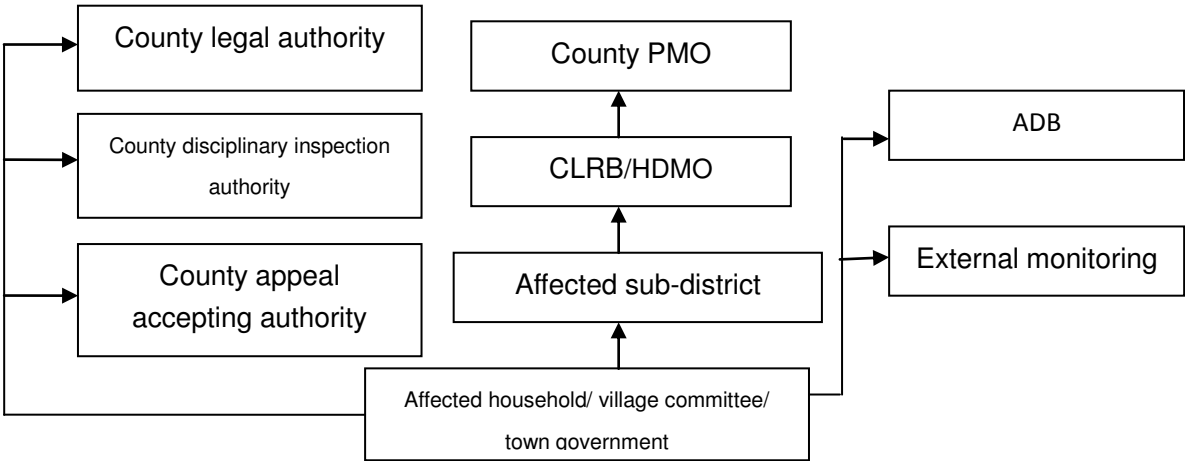 County legal authority
County disciplinary inspection
authority
County appeal
accepting authority
County PMO
CLRB/HDMO
Affected sub-district
Affected household/ village committee/
town government
ADB
External monitoring